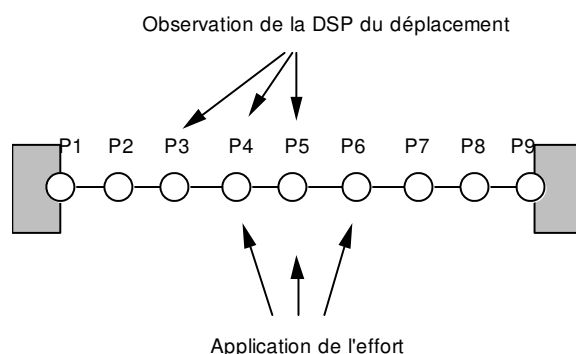 Observation de la DSP du déplacement
P1 P2 P3 P4 P5 P6 P7 P8 P9
Application de l'effort